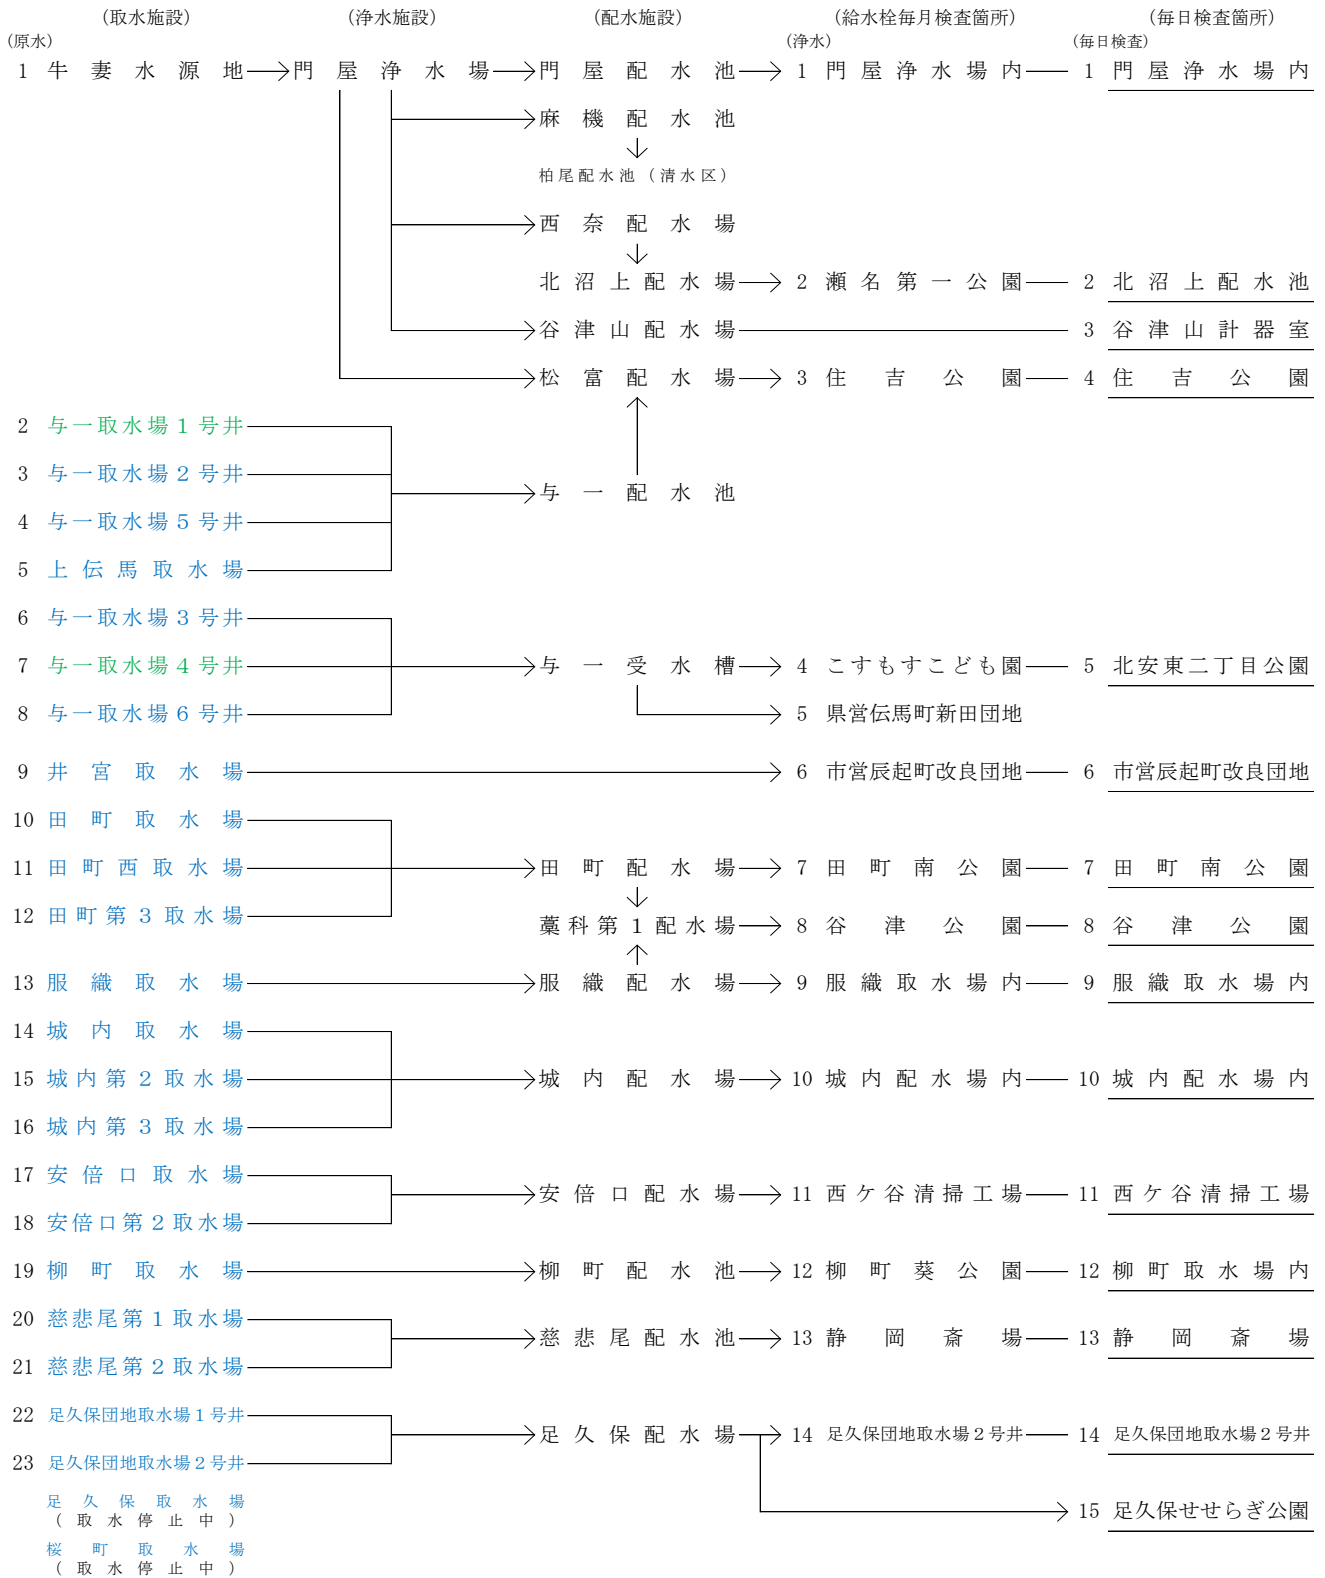 (取水施設) (浄水施設) (配水施設) (給水栓毎月検査箇所) (毎日検査箇所)
(原水) (浄水) (毎日検査)
1 牛妻水源地 門屋浄水場 門屋配水池 1 門屋浄水場内 1 門屋浄水場内
麻機配水池
柏尾配水池(清水区)
西奈配水場
北沼上配水場 2 瀬名第一公園 2 北沼上配水池
谷津山配水場 3 谷津山計器室
松富配水場 3 住吉公園 4 住吉公園
2 与一取水場1号井
3 与一取水場2号井
与一配水池
4 与一取水場5号井
5 上伝馬取水場
6 与一取水場3号井
7 与一取水場4号井 与一受水槽 4 こすもすこども園 5 北安東二丁目公園
8 与一取水場6号井 5 県営伝馬町新田団地
9 井宮取水場 6 市営辰起町改良団地 6 市営辰起町改良団地
10 田町取水場
11 田町西取水場 田町配水場 7 田町南公園 7 田町南公園
12 田町第3取水場 藁科第1配水場 8 谷津公園 8 谷津公園
13 服織取水場 服織配水場 9 服織取水場内 9 服織取水場内
14 城内取水場
15 城内第2取水場 城内配水場 10 城内配水場内 10 城内配水場内
16 城内第3取水場
17 安倍口取水場
安倍口配水場 11 西ケ谷清掃工場 11 西ケ谷清掃工場
18 安倍口第2取水場
19 柳町取水場 柳町配水池 12 柳町葵公園 12 柳町取水場内
20 慈悲尾第1取水場
慈悲尾配水池 13 静岡斎場 13 静岡斎場
21 慈悲尾第2取水場
22 足久保団地取水場1号井
足久保配水場 14 足久保団地取水場2号井 14 足久保団地取水場2号井
23 足久保団地取水場2号井
足久保取水場
15 足久保せせらぎ公園
(取水停止中)
桜町取水場
(取水停止中)